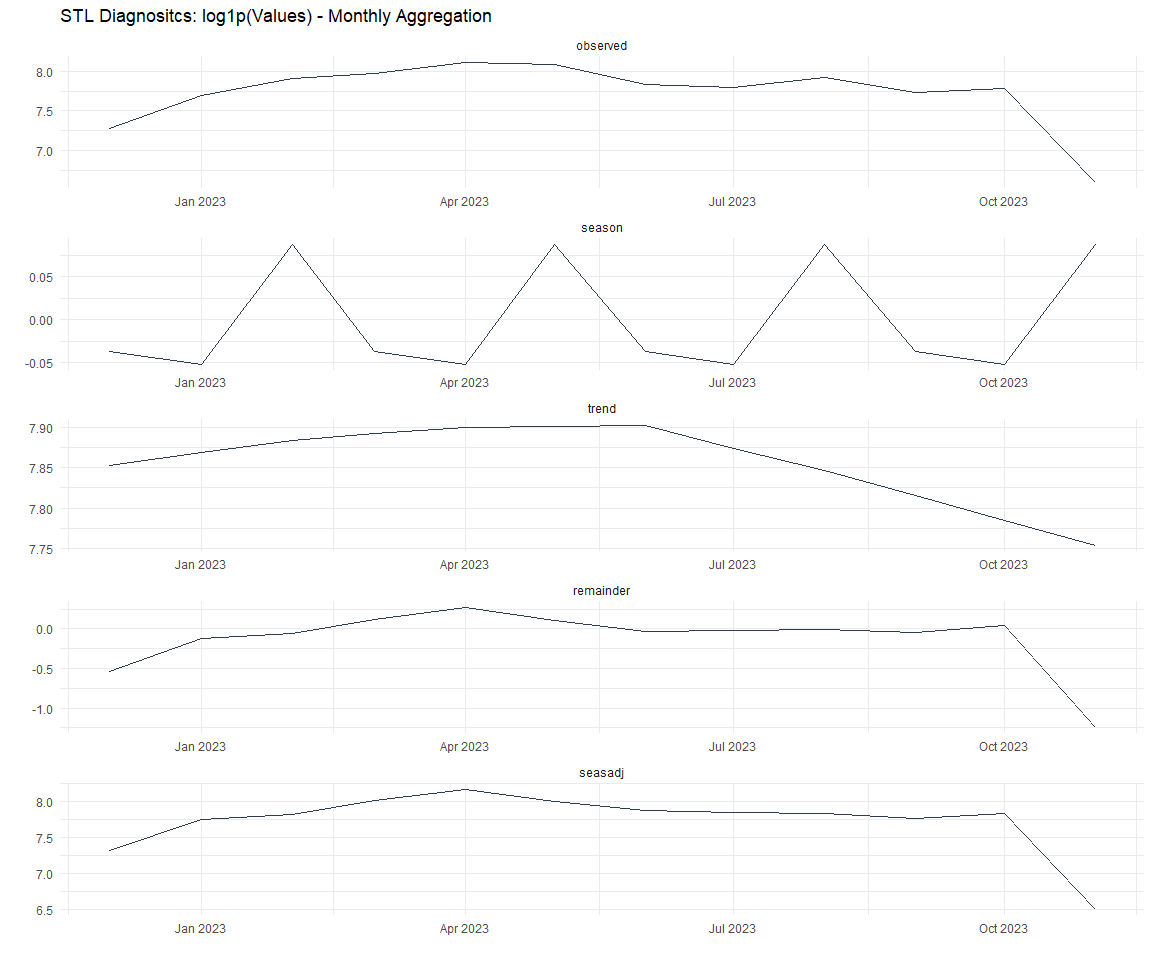 STL Diagnositcs: log1p(Values) - Monthly Aggregation
observed
8.0
7.5
7.0
Jan 2023 Apr 2023 Jul 2023 Oct 2023
season
0.05
0.00
-0.05
Jan 2023 Apr 2023 Jul 2023 Oct 2023
trend
7.90
7.85
7.80
7.75
Jan 2023 Apr 2023 Jul 2023 Oct 2023
remainder
0.0
-0.5
-1.0
Jan 2023 Apr 2023 Jul 2023 Oct 2023
seasadj
8.0
7.5
7.0
6.5
Jan 2023 Apr 2023 Jul 2023 Oct 2023